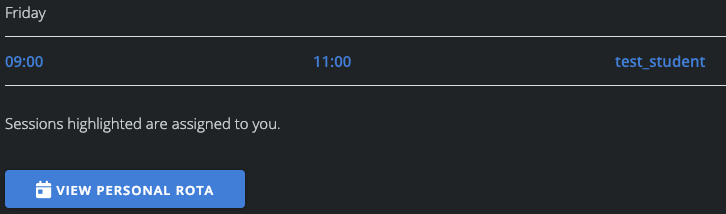 Friday
09:00 11:00 test_student
Sessions highlighted are assigned to you.
VIEW PERSONAL ROTA